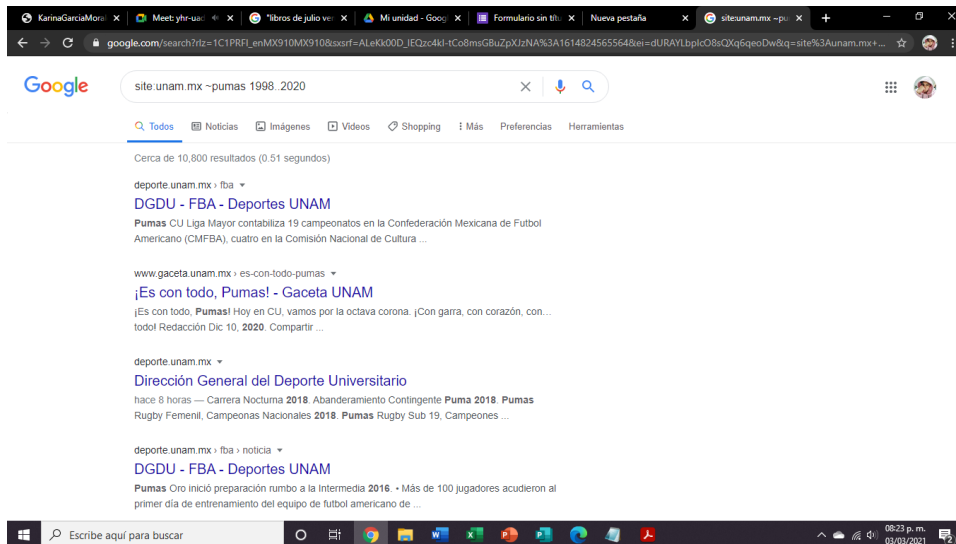 KarinaGarciaMoral
Meet: yhr-uad
"libros de julio ver
Mi unidad - Goog
Formulario sin títu
Nueva pestaña
site:unam.mx ~pu
google.com/search?rlz=1C1PRFI_enMX910MX910&sxsrf=ALeKk00D_IEQzc4kI-tCo8msGBuZpXJzNA%3A1614824565564&ei=dURAYLbpIcO8sQXq6qeoDw&q=site%3Aunam.mx+...
Google
site:unam.mx ~pumas 1998..2020
Todos Noticias Imágenes Videos Shopping Más Preferencias Herramientas
Cerca de 10,800 resultados (0.51 segundos)
deporte.unam.mx › fba
DGDU - FBA - Deportes UNAM
Pumas CU Liga Mayor contabiliza 19 campeonatos en la Confederación Mexicana de Futbol
Americano (CMFBA), cuatro en la Comisión Nacional de Cultura ...
www.gaceta.unam.mx › es-con-todo-pumas
¡Es con todo, Pumas! - Gaceta UNAM
¡Es con todo, Pumas! Hoy en CU, vamos por la octava corona. ¡Con garra, con corazón, con...
todo! Redacción Dic 10, 2020. Compartir ...
deporte.unam.mx
Dirección General del Deporte Universitario
hace 8 horas — Carrera Nocturna 2018. Abanderamiento Contingente Puma 2018. Pumas
Rugby Femenil, Campeonas Nacionales 2018. Pumas Rugby Sub 19, Campeones ...
deporte.unam.mx › fba › noticia
DGDU - FBA - Deportes UNAM
Pumas Oro inició preparación rumbo a la Intermedia 2016. • Más de 100 jugadores acudieron al
primer día de entrenamiento del equipo de futbol americano de ...
Escribe aquí para buscar
08:23 p. m.
03/03/2021
2